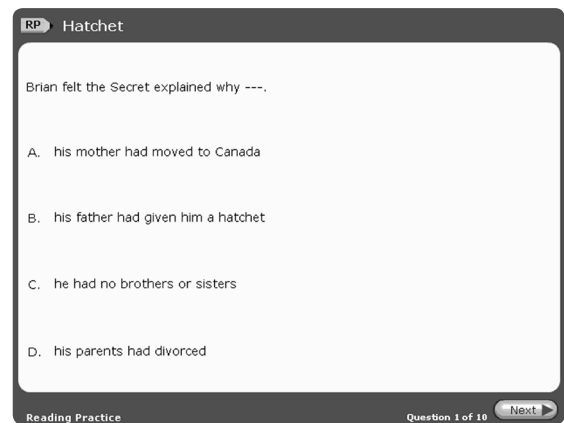 RP Hatchet
Brian felt the Secret explained why ---.
A. his mother had moved to Canada
B. his father had given him a hatchet
C. he had no brothers or sisters
D. his parents had divorced
Reading Practice Question 1 of 10 Next